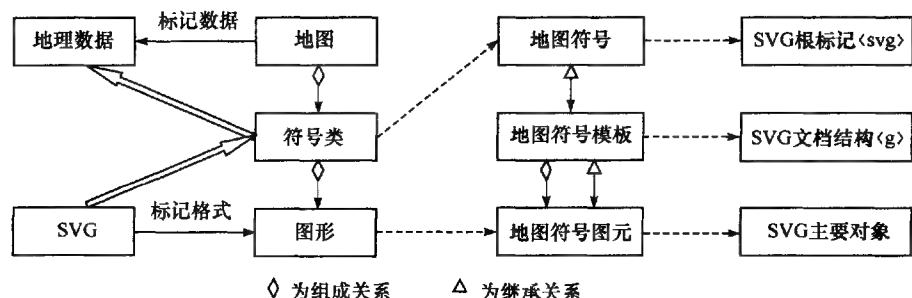 地理数据
标记数据
地图
地图符号
SVG根标记〈svg〉
符号类
地图符号模板
SVG文档结构〈g〉
SVG
标记格式
图形
地图符号图元
SVG主要对象
为组成关系
为继承关系